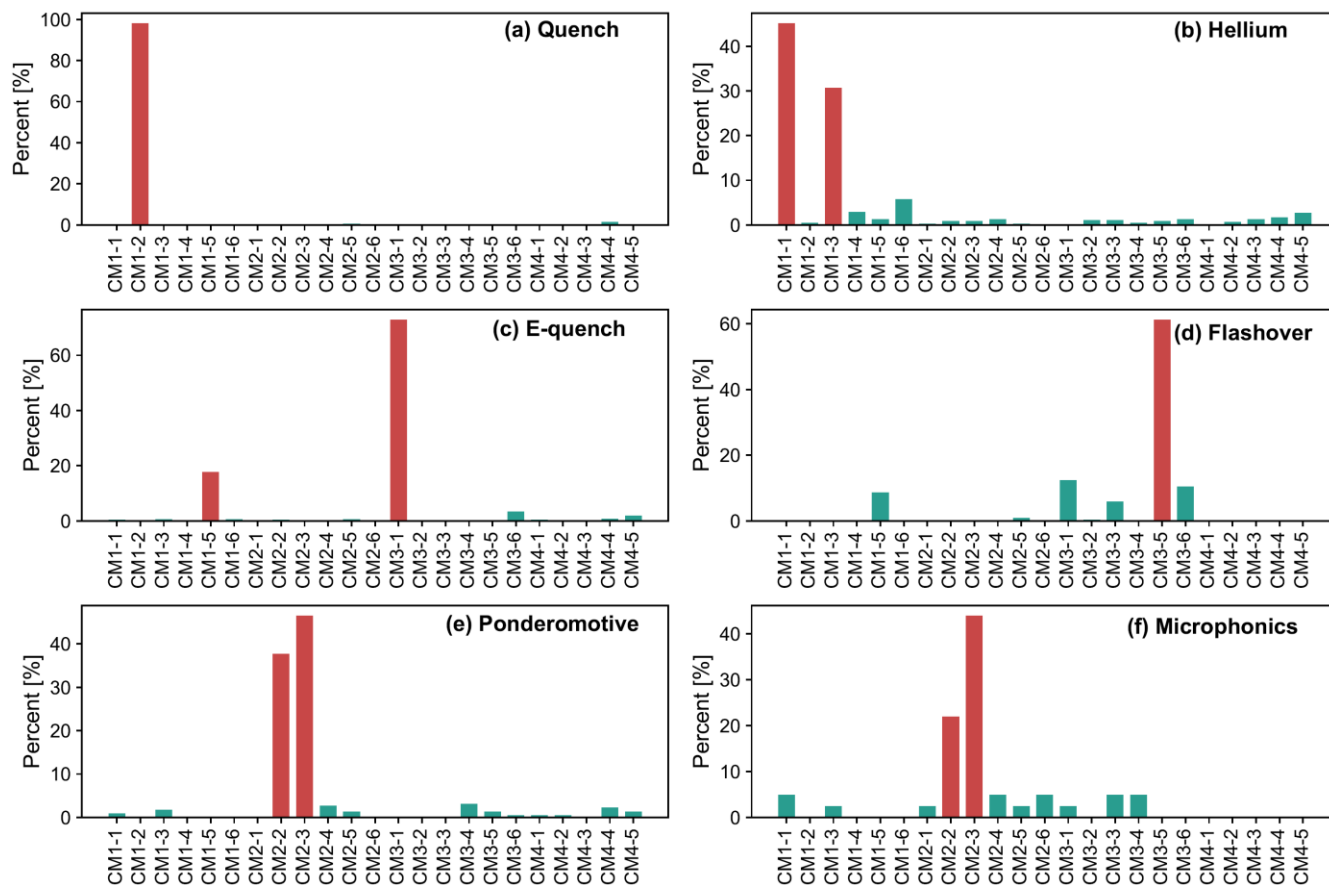 (a) Quench
Percent [%]
100
80
60
40
20
0
CM1-1 CM1-2 CM1-3 CM1-4 CM1-5 CM1-6 CM2-1 CM2-2 CM2-3 CM2-4 CM2-5 CM2-6 CM3-1 CM3-2 CM3-3 CM3-4 CM3-5 CM3-6 CM4-1 CM4-2 CM4-3 CM4-4 CM4-5
(b) Hellium
Percent [%]
40
30
20
10
0
CM1-1 CM1-2 CM1-3 CM1-4 CM1-5 CM1-6 CM2-1 CM2-2 CM2-3 CM2-4 CM2-5 CM2-6 CM3-1 CM3-2 CM3-3 CM3-4 CM3-5 CM3-6 CM4-1 CM4-2 CM4-3 CM4-4 CM4-5
(c) E-quench
Percent [%]
60
40
20
0
CM1-1 CM1-2 CM1-3 CM1-4 CM1-5 CM1-6 CM2-1 CM2-2 CM2-3 CM2-4 CM2-5 CM2-6 CM3-1 CM3-2 CM3-3 CM3-4 CM3-5 CM3-6 CM4-1 CM4-2 CM4-3 CM4-4 CM4-5
(d) Flashover
Percent [%]
60
40
20
0
CM1-1 CM1-2 CM1-3 CM1-4 CM1-5 CM1-6 CM2-1 CM2-2 CM2-3 CM2-4 CM2-5 CM2-6 CM3-1 CM3-2 CM3-3 CM3-4 CM3-5 CM3-6 CM4-1 CM4-2 CM4-3 CM4-4 CM4-5
(e) Ponderomotive
Percent [%]
40
30
20
10
0
CM1-1 CM1-2 CM1-3 CM1-4 CM1-5 CM1-6 CM2-1 CM2-2 CM2-3 CM2-4 CM2-5 CM2-6 CM3-1 CM3-2 CM3-3 CM3-4 CM3-5 CM3-6 CM4-1 CM4-2 CM4-3 CM4-4 CM4-5
(f) Microphonics
Percent [%]
40
30
20
10
0
CM1-1 CM1-2 CM1-3 CM1-4 CM1-5 CM1-6 CM2-1 CM2-2 CM2-3 CM2-4 CM2-5 CM2-6 CM3-1 CM3-2 CM3-3 CM3-4 CM3-5 CM3-6 CM4-1 CM4-2 CM4-3 CM4-4 CM4-5